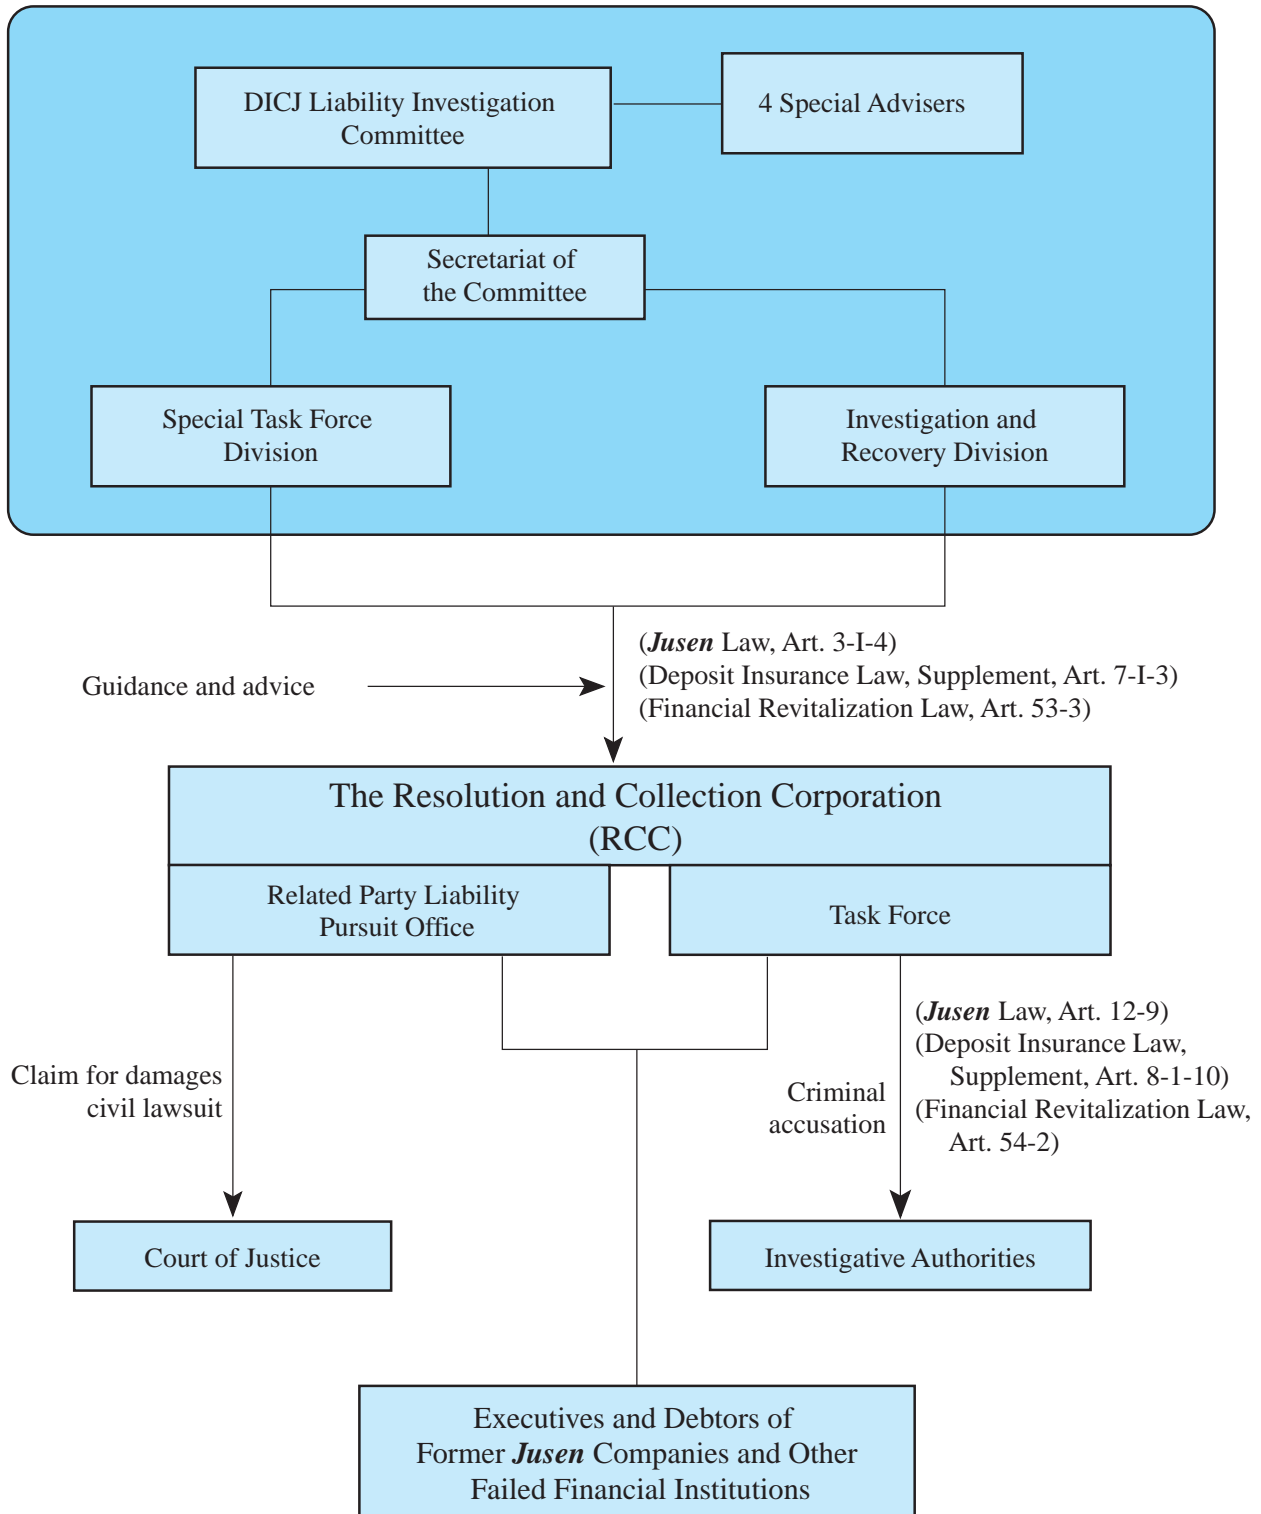 DICJ Liability Investigation
Committee
4 Special Advisers
Secretariat of
the Committee
Special Task Force
Division
Investigation and
Recovery Division
Guidance and advice
(Jusen Law, Art. 3-I-4)
(Deposit Insurance Law, Supplement, Art. 7-I-3)
(Financial Revitalization Law, Art. 53-3)
The Resolution and Collection Corporation
(RCC)
Related Party Liability
Pursuit Office
Task Force
Claim for damages
civil lawsuit
Criminal
accusation
(Jusen Law, Art. 12-9)
(Deposit Insurance Law,
Supplement, Art. 8-1-10)
(Financial Revitalization Law,
Art. 54-2)
Court of Justice
Investigative Authorities
Executives and Debtors of
Former Jusen Companies and Other
Failed Financial Institutions